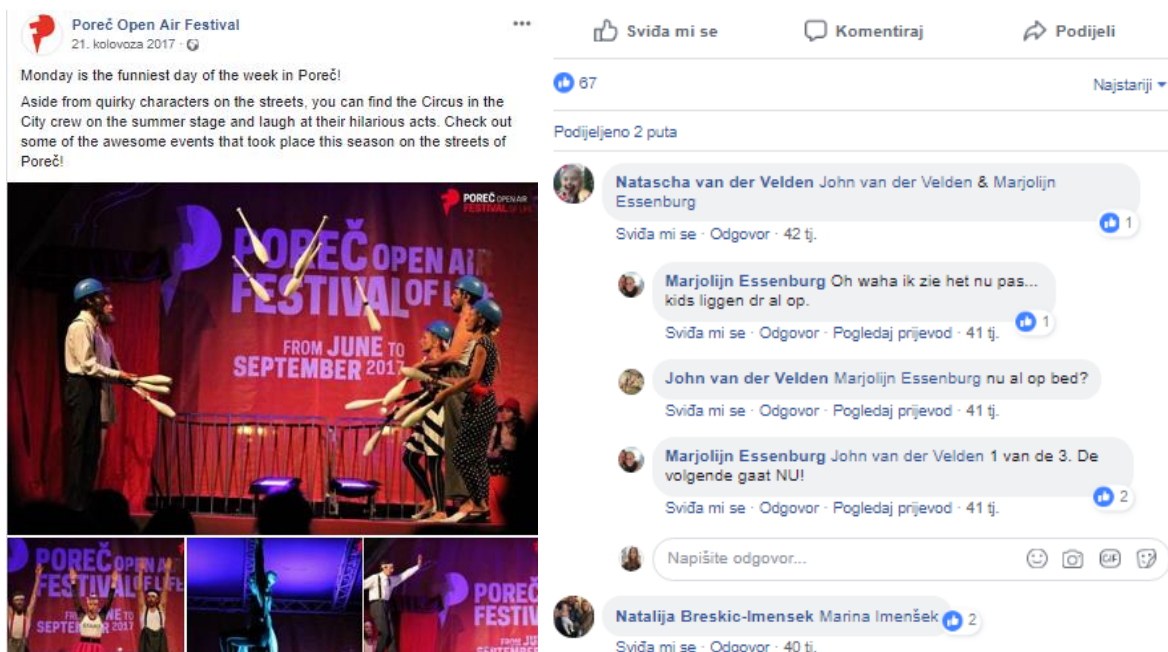 Poreč Open Air Festival
21. kolovoza 2017 ·
Monday is the funniest day of the week in Poreč!
Aside from quirky characters on the streets, you can find the Circus in the
City crew on the summer stage and laugh at their hilarious acts. Check out
some of the awesome events that took place this season on the streets of
Poreč!
POREČ OPEN AIR
FESTIVAL OF LIFE
POREČ OPEN AIR
FESTIVAL OF LIFE
FROM JUNE TO
SEPTEMBER 2017
POREČ OPEN AIR
FESTIVAL OF LIFE
FROM JUNE TO
SEPTEMBER 2017
POREČ
FESTIV
FROM JU
SEPTEMBER
Sviđa mi se
Komentiraj
Podijeli
67
Najstariji
Podijeljeno 2 puta
Natascha van der Velden John van der Velden & Marjolijn
Essenburg
1
Sviđa mi se · Odgovor · 42 tj.
Marjolijn Essenburg Oh waha ik zie het nu pas...
kids liggen dr al op.
1
Sviđa mi se · Odgovor · Pogledaj prijevod · 41 tj.
John van der Velden Marjolijn Essenburg nu al op bed?
Sviđa mi se · Odgovor · Pogledaj prijevod · 41 tj.
Marjolijn Essenburg John van der Velden 1 van de 3. De
volgende gaat NU!
2
Sviđa mi se · Odgovor · Pogledaj prijevod · 41 tj.
Napišite odgovor...
GIF
Natalija Breskic-Imensek Marina Imenšek
2
Sviđa mi se · Odgovor · 40 tj.